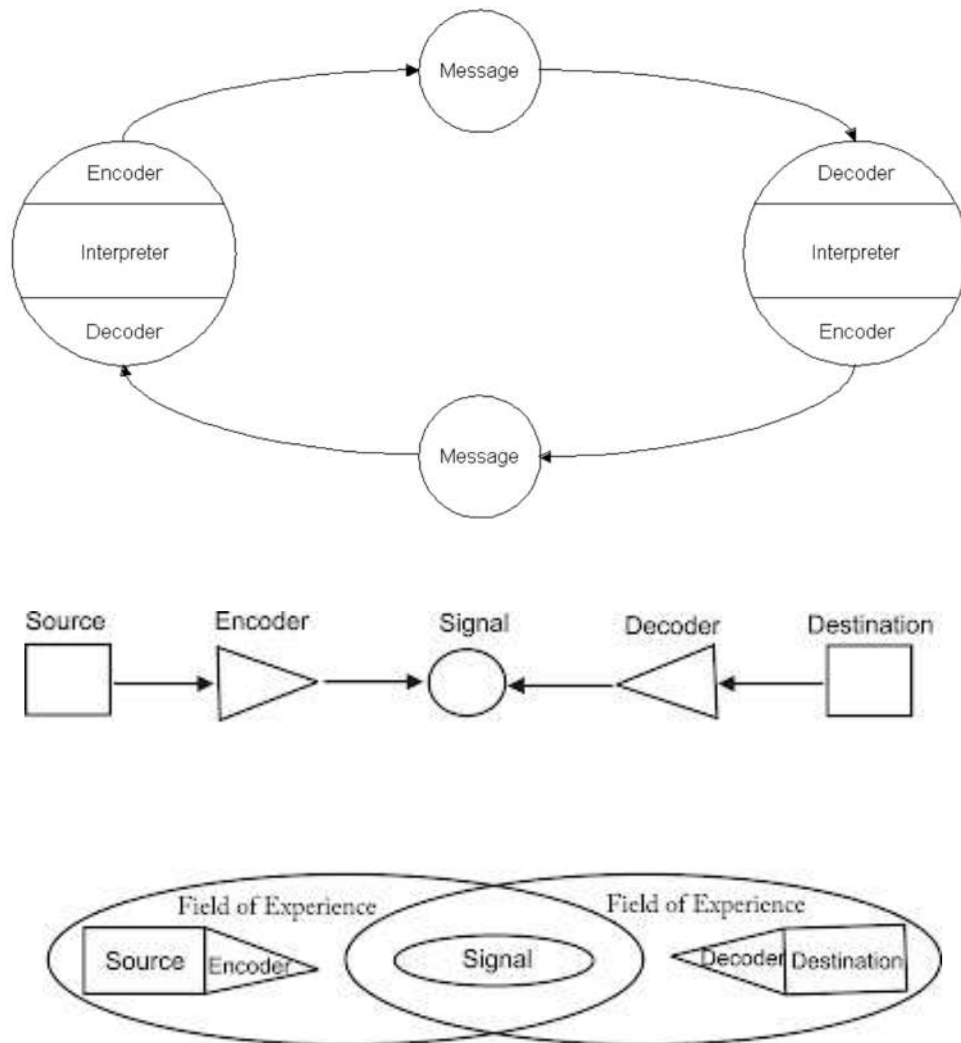 Message
Encoder
Interpreter
Decoder
Decoder
Interpreter
Encoder
Message
Source Encoder Signal Decoder Destination
Field of Experience Field of Experience
Source Encoder Signal Decoder Destination